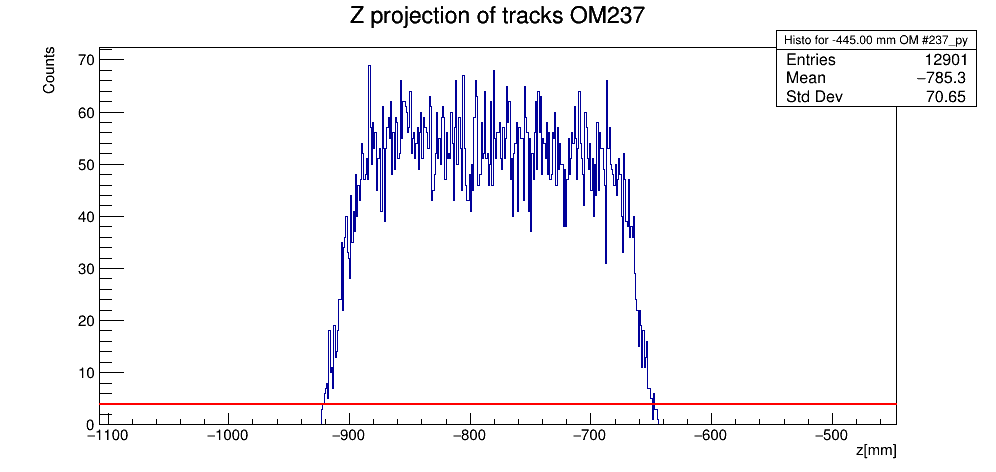 Z projection of tracks OM237
Histo for -445.00 mm OM #237_py
Entries 12901
Mean −785.3
Std Dev 70.65
Counts
70
60
50
40
30
20
10
0
−1100 −1000 −900 −800 −700 −600 −500
z[mm]